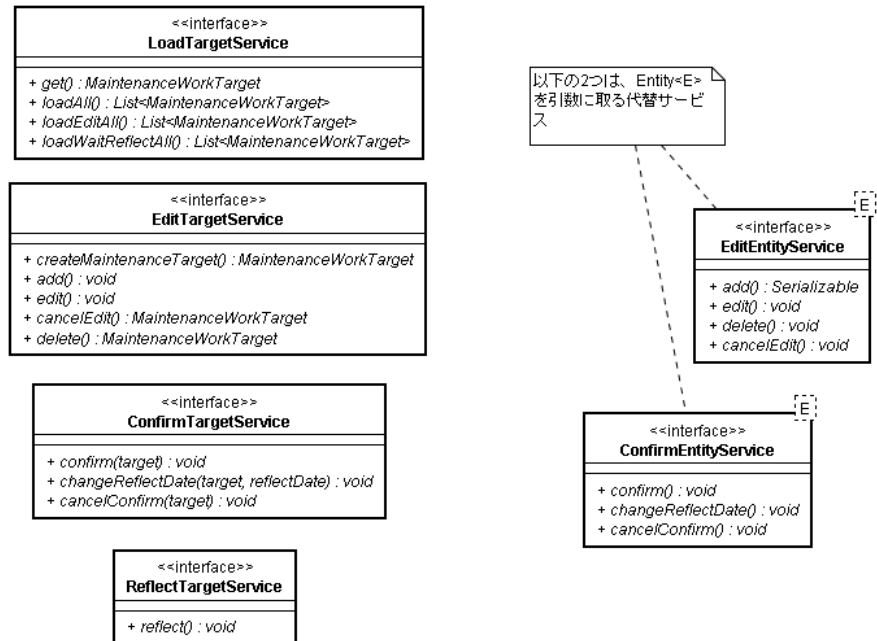 <<interface>>
LoadTargetService
+ get() : MaintenanceWorkTarget
+ loadAll() : List<MaintenanceWorkTarget>
+ loadEditAll() : List<MaintenanceWorkTarget>
+ loadWaitReflectAll() : List<MaintenanceWorkTarget>
<<interface>>
EditTargetService
+ createMaintenanceTarget() : MaintenanceWorkTarget
+ add() : void
+ edit() : void
+ cancelEdit() : MaintenanceWorkTarget
+ delete() : MaintenanceWorkTarget
<<interface>>
ConfirmTargetService
+ confirm(target) : void
+ changeReflectDate(target, reflectDate) : void
+ cancelConfirm(target) : void
<<interface>>
ReflectTargetService
+ reflect() : void
以下の2つは、Entity<E>
を引数に取る代替サービ
ス
E
<<interface>>
EditEntityService
+ add() : Serializable
+ edit() : void
+ delete() : void
+ cancelEdit() : void
E
<<interface>>
ConfirmEntityService
+ confirm() : void
+ changeReflectDate() : void
+ cancelConfirm() : void